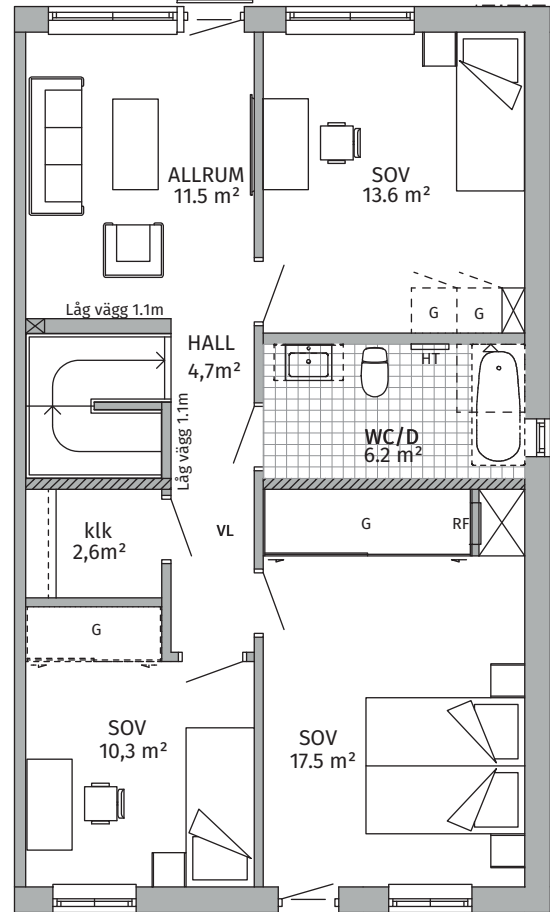 ALLRUM
11.5 m²
SOV
13.6 m²
Låg vägg 1.1m
G
G
HALL
4,7m²
HT
Låg vägg 1.1m
WC/D
6.2 m²
klk
2,6m²
VL
G
RF
G
SOV
10,3 m²
SOV
17.5 m²